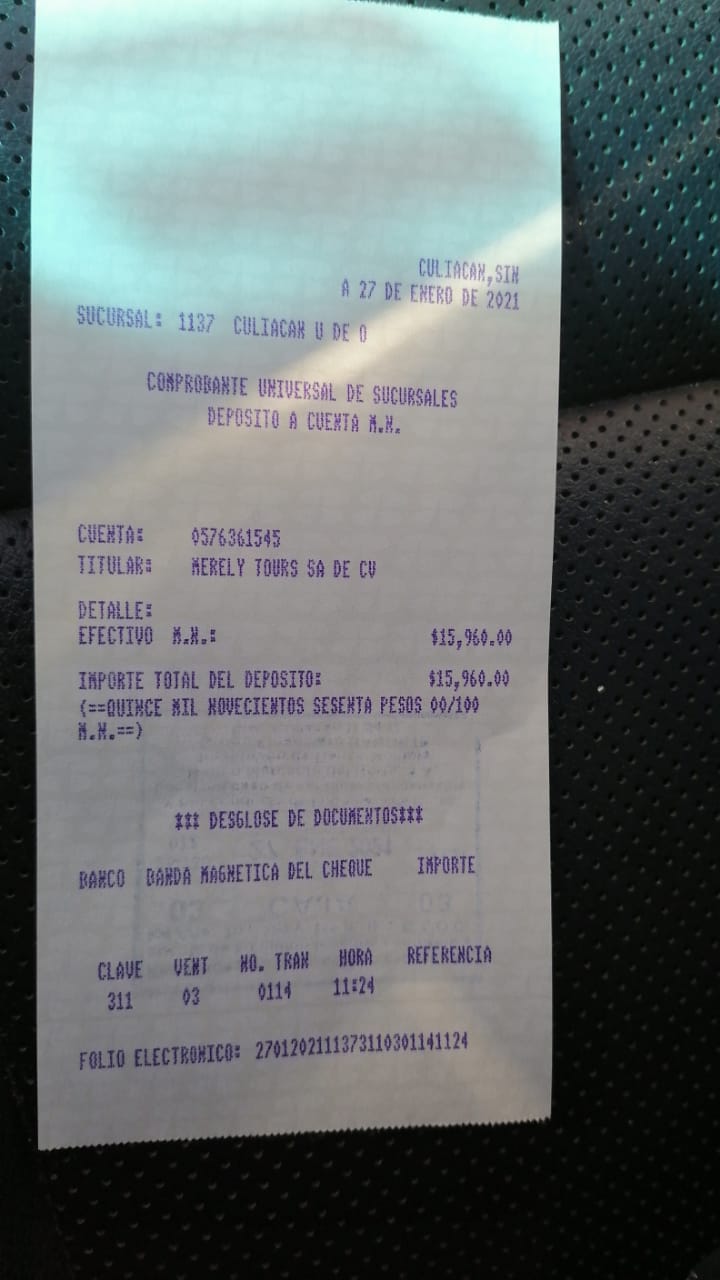 CULIACAN,SIN
A 27 DE ENERO DE 2021
SUCURSAL: 1137 CULIACAN U DE O
COMPROBANTE UNIVERSAL DE SUCURSALES
DEPOSITO A CUENTA M.N.
CUENTA: 0576361545
TITULAR: MERELY TOURS SA DE CV
DETALLE:
EFECTIVO M.N.: $15,960.00
IMPORTE TOTAL DEL DEPOSITO: $15,960.00
(==QUINCE MIL NOVECIENTOS SESENTA PESOS 00/100
M.N.==)
*** DESGLOSE DE DOCUMENTOS***
BANCO BANDA MAGNETICA DEL CHEQUE IMPORTE
CLAVE VENT NO. TRAN HORA REFERENCIA
311 03 0114 11:24
FOLIO ELECTRONICO: 2701202111373110301141124